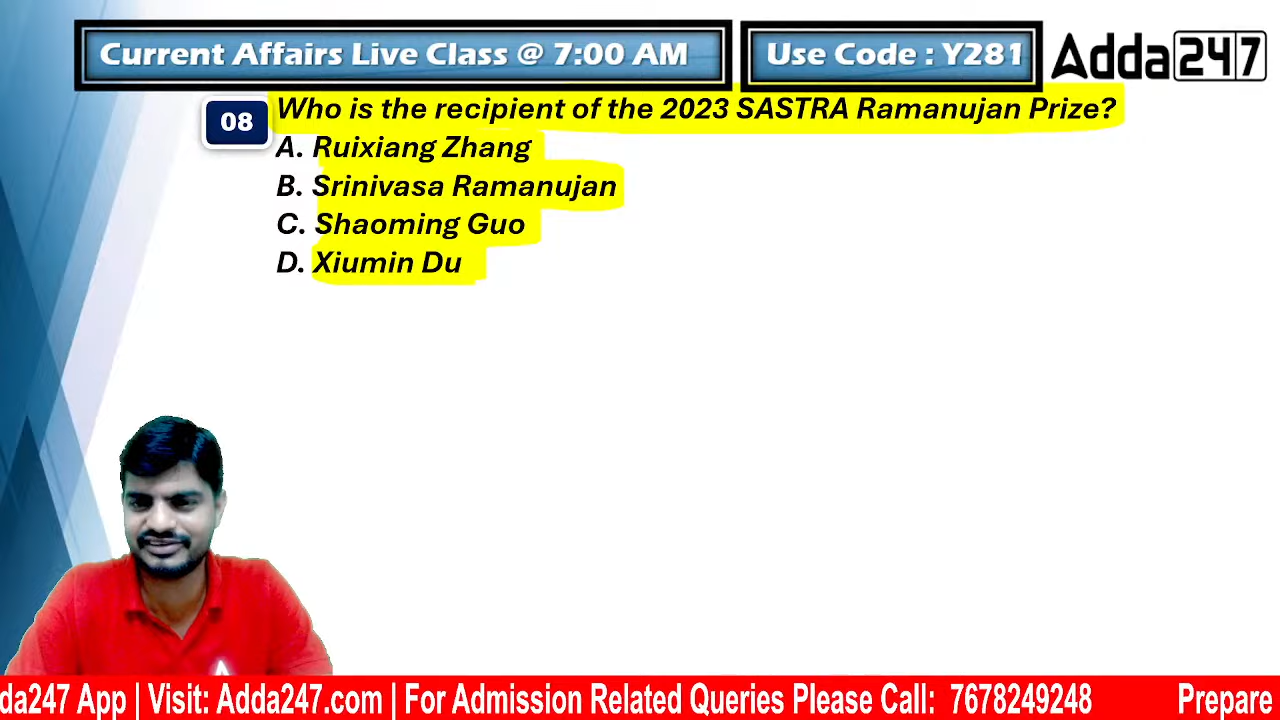 Current Affairs Live Class @ 7:00 AM
Use Code : Y281
Adda247
08
Who is the recipient of the 2023 SASTRA Ramanujan Prize?
A. Ruixiang Zhang
B. Srinivasa Ramanujan
C. Shaoming Guo
D. Xiumin Du
da247 App | Visit: Adda247.com | For Admission Related Queries Please Call: 7678249248 Prepare